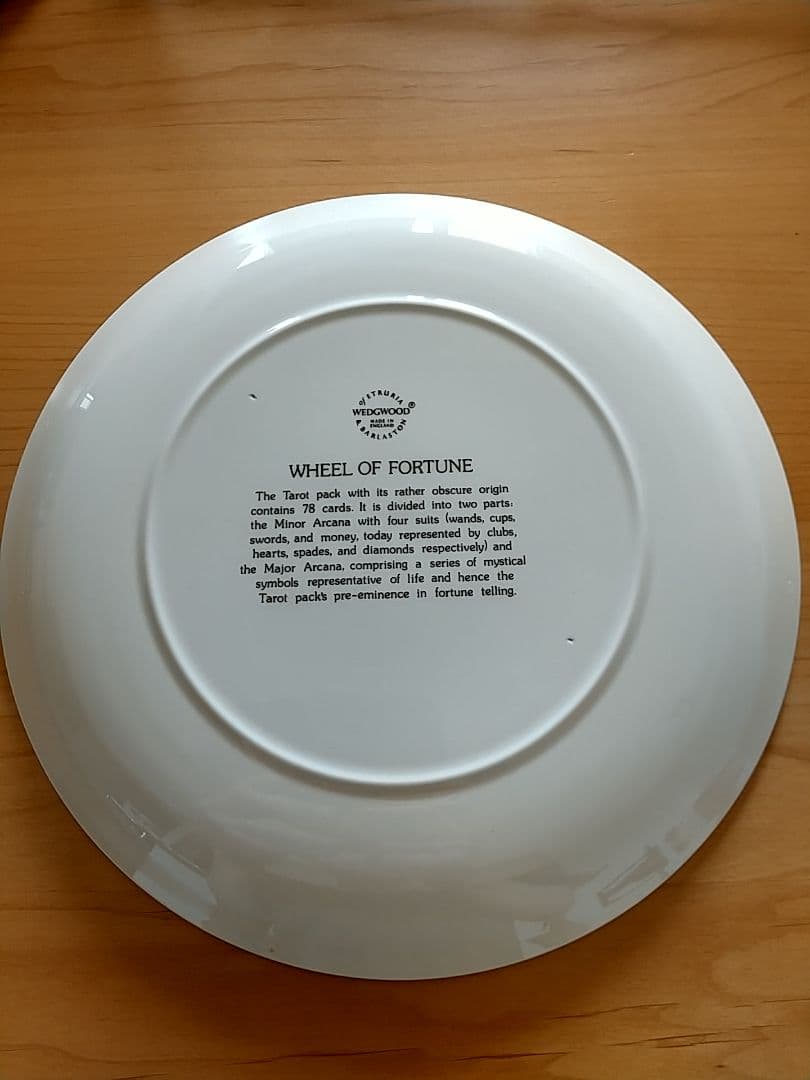 of ETRURIA
WEDGWOOD®
MADE IN
ENGLAND
& BARLASTON
WHEEL OF FORTUNE
The Tarot pack with its rather obscure origin
contains 78 cards. It is divided into two parts:
the Minor Arcana with four suits (wands, cups,
swords, and money, today represented by clubs,
hearts, spades, and diamonds respectively) and
the Major Arcana, comprising a series of mystical
symbols representative of life and hence the
Tarot pack's pre-eminence in fortune telling.